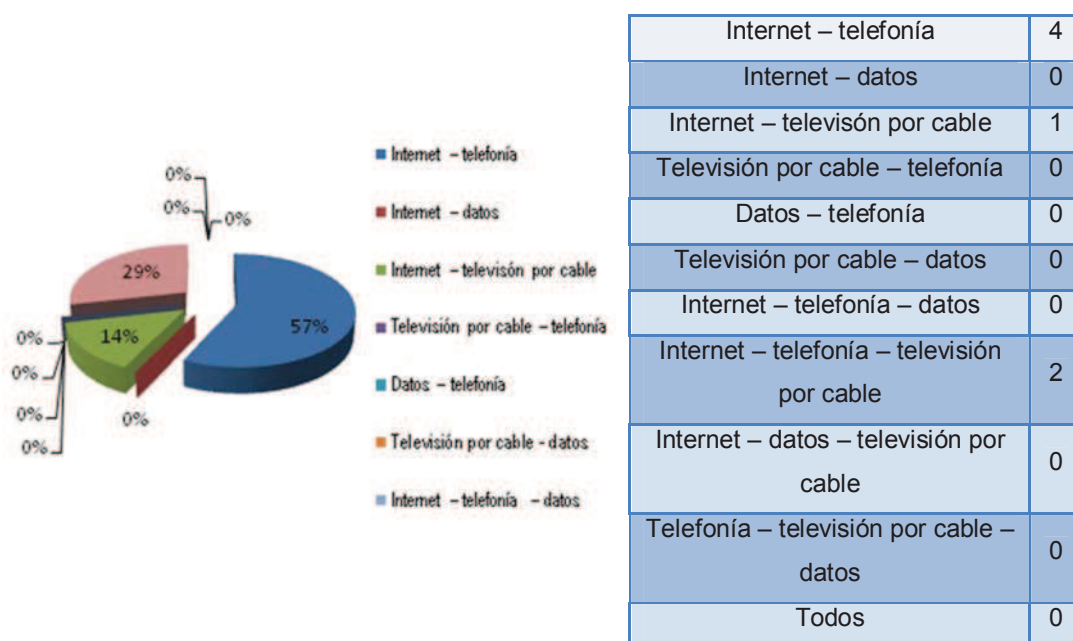 0%
0%
0%
29%
57%
14%
0%
0%
0%
0%
0%
Internet – telefonía
Internet – datos
Internet – televisón por cable
Televisión por cable – telefonía
Datos – telefonía
Televisión por cable - datos
Internet – telefonía – datos
Internet – telefonía 4
Internet – datos 0
Internet – televisón por cable 1
Televisión por cable – telefonía 0
Datos – telefonía 0
Televisión por cable – datos 0
Internet – telefonía – datos 0
Internet – telefonía – televisión
por cable 2
Internet – datos – televisión por
cable 0
Telefonía – televisión por cable –
datos 0
Todos 0